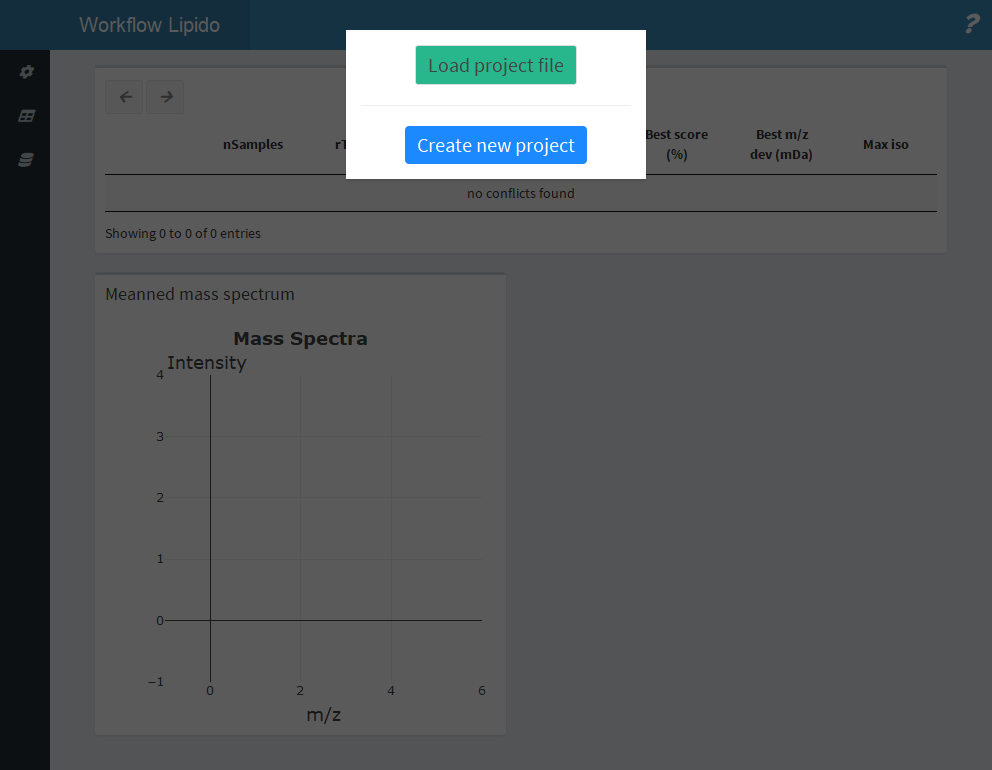 Workflow Lipido
?
Load project file
Create new project
nSamples
Best score
(%)
Best m/z
dev (mDa)
Max iso
no conflicts found
Showing 0 to 0 of 0 entries
Meanned mass spectrum
Mass Spectra
Intensity
4
3
2
1
0
−1
0 2 4 6
m/z